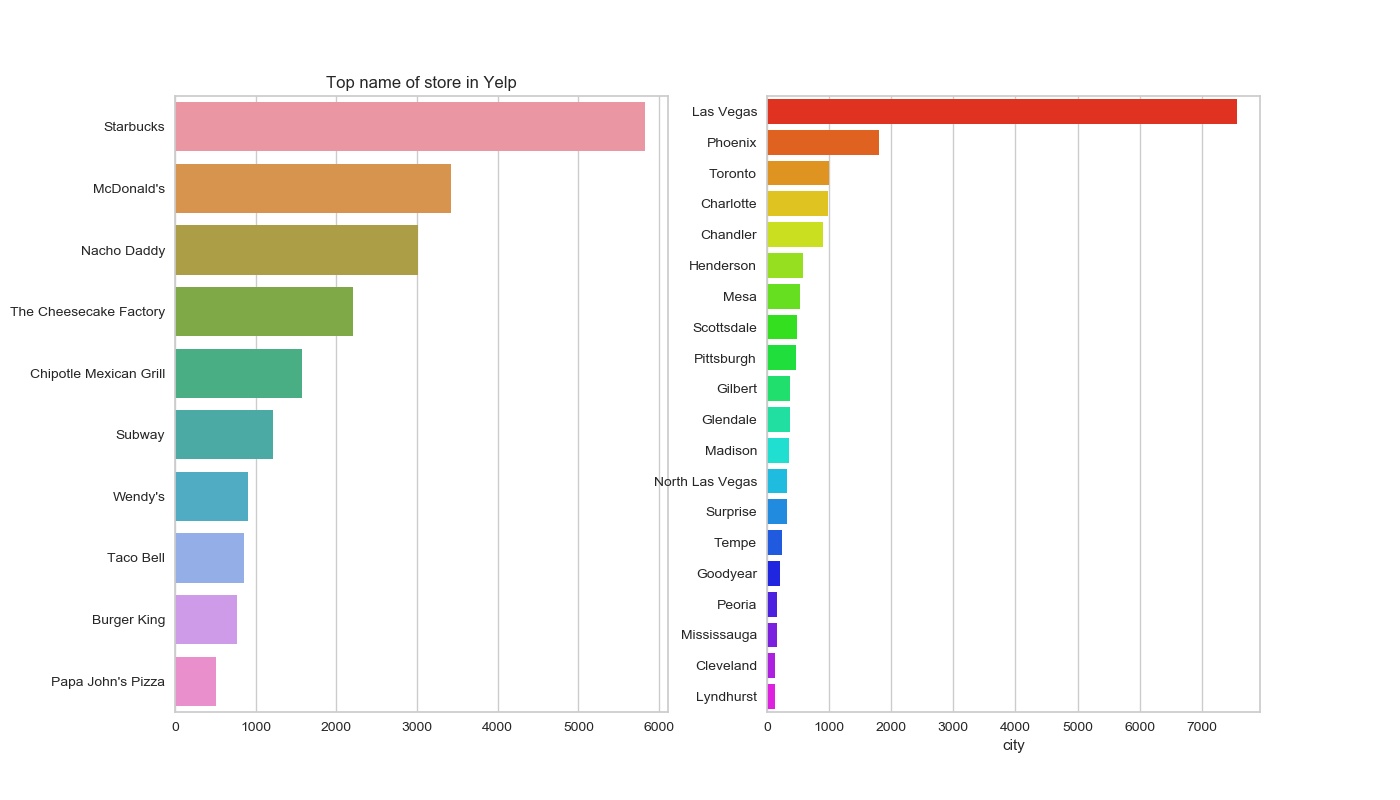 Top name of store in Yelp
Starbucks
McDonald's
Nacho Daddy
The Cheesecake Factory
Chipotle Mexican Grill
Subway
Wendy's
Taco Bell
Burger King
Papa John's Pizza
0 1000 2000 3000 4000 5000 6000
Las Vegas
Phoenix
Toronto
Charlotte
Chandler
Henderson
Mesa
Scottsdale
Pittsburgh
Gilbert
Glendale
Madison
North Las Vegas
Surprise
Tempe
Goodyear
Peoria
Mississauga
Cleveland
Lyndhurst
0 1000 2000 3000 4000 5000 6000 7000
city